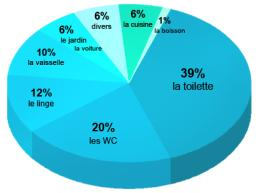 6%
le jardin
la voiture
6%
divers
6%
la cuisine
1%
la boisson
10%
la vaisselle
39%
la toilette
12%
le linge
20%
les WC